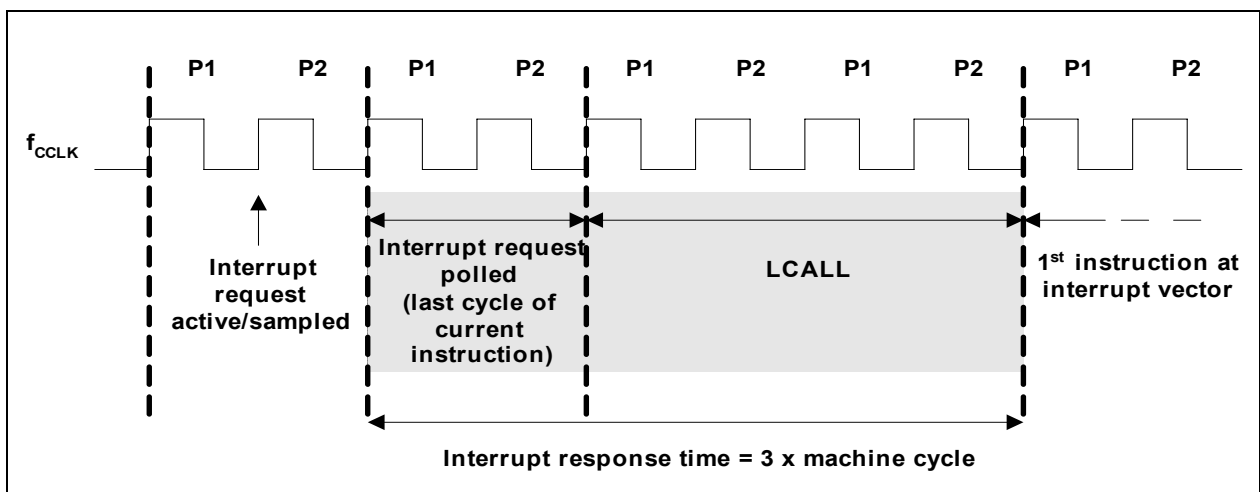 P1 P2 P1 P2 P1 P2 P1 P2 P1 P2
fCCLK
Interrupt
request
active/sampled
Interrupt request
polled
(last cycle of
current
instruction)
LCALL
1st instruction at
interrupt vector
Interrupt response time = 3 x machine cycle